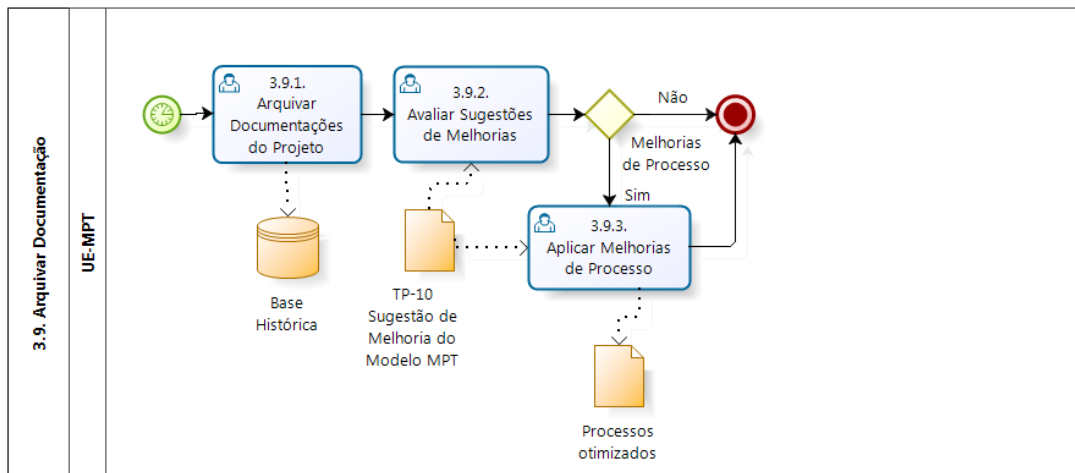 3.9. Arquivar Documentação
UE-MPT
3.9.1.
Arquivar
Documentações
do Projeto
3.9.2.
Avaliar Sugestões
de Melhorias
Não
Melhorias
de Processo
Sim
3.9.3.
Aplicar Melhorias
de Processo
Base
Histórica
TP-10
Sugestão de
Melhoria do
Modelo MPT
Processos
otimizados